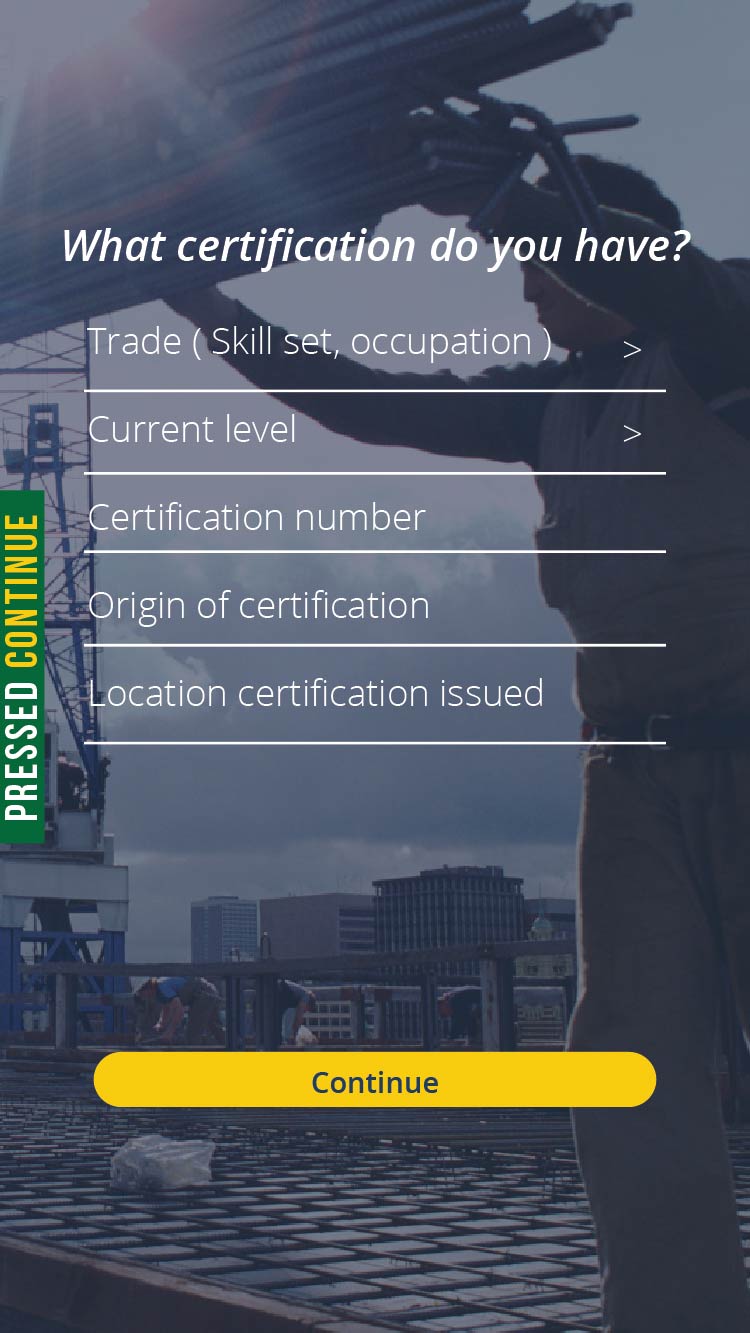 What certification do you have?
Trade ( Skill set, occupation ) >
Current level >
Certification number
Origin of certification
Location certification issued
PRESSED CONTINUE
Continue